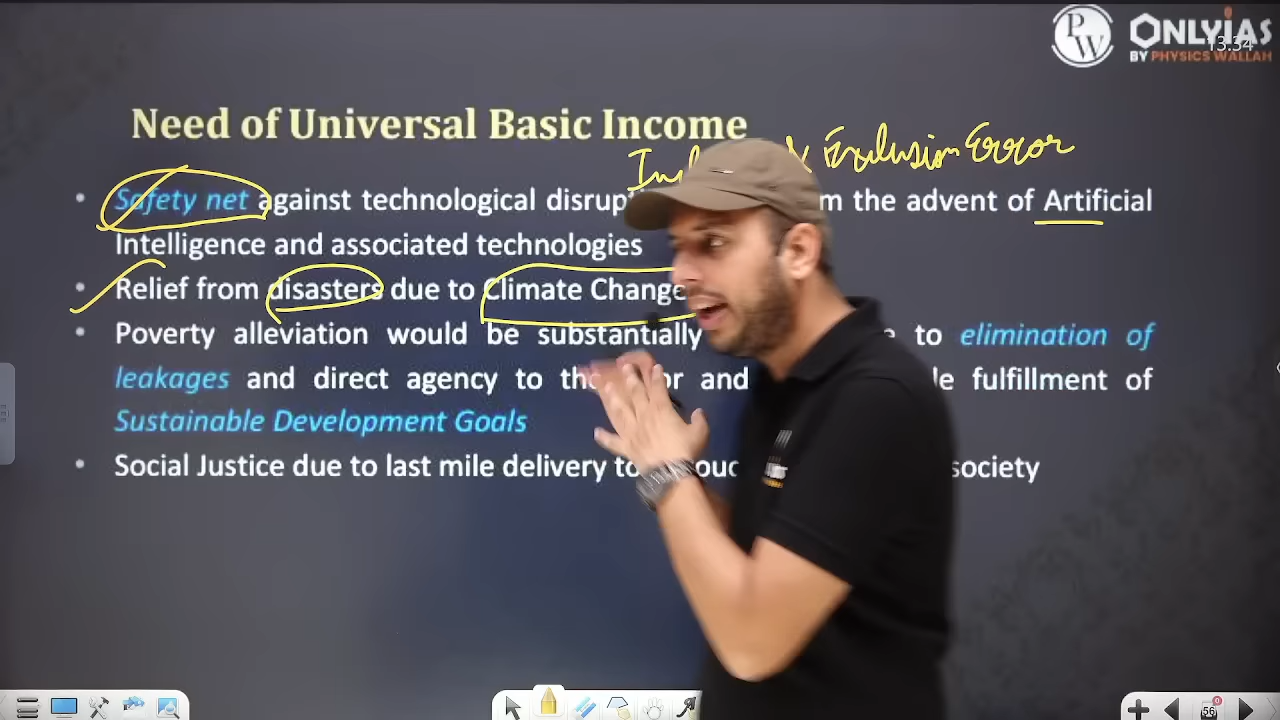 PW ONLYIAS
13:34
BY PHYSICS WALLAH
Need of Universal Basic Income
Exclusion Error
Safety net against technological the advent of Artificial
Intelligence and associated technologies
Relief from disasters due to Climate Change
Poverty alleviation would be substantially to elimination of
leakages and direct agency to and fulfillment of
Sustainable Development Goals
Social Justice due to last mile delivery to society
56